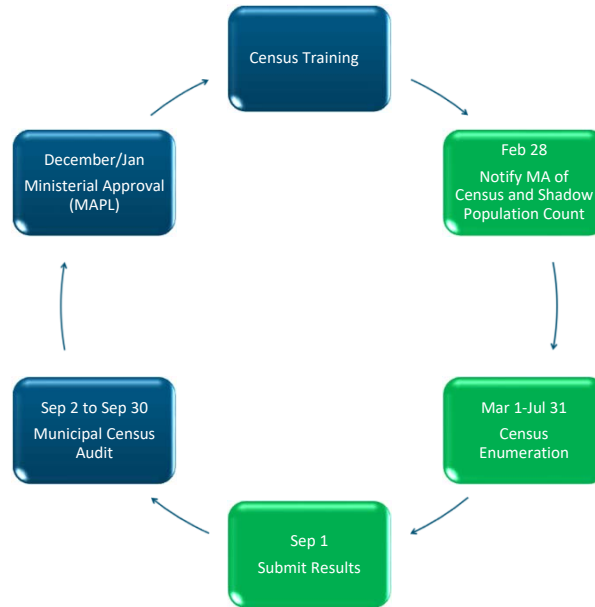 Census Training
Feb 28
Notify MA of
Census and Shadow
Population Count
Mar 1-Jul 31
Census
Enumeration
Sep 1
Submit Results
Sep 2 to Sep 30
Municipal Census
Audit
December/Jan
Ministerial Approval
(MAPL)